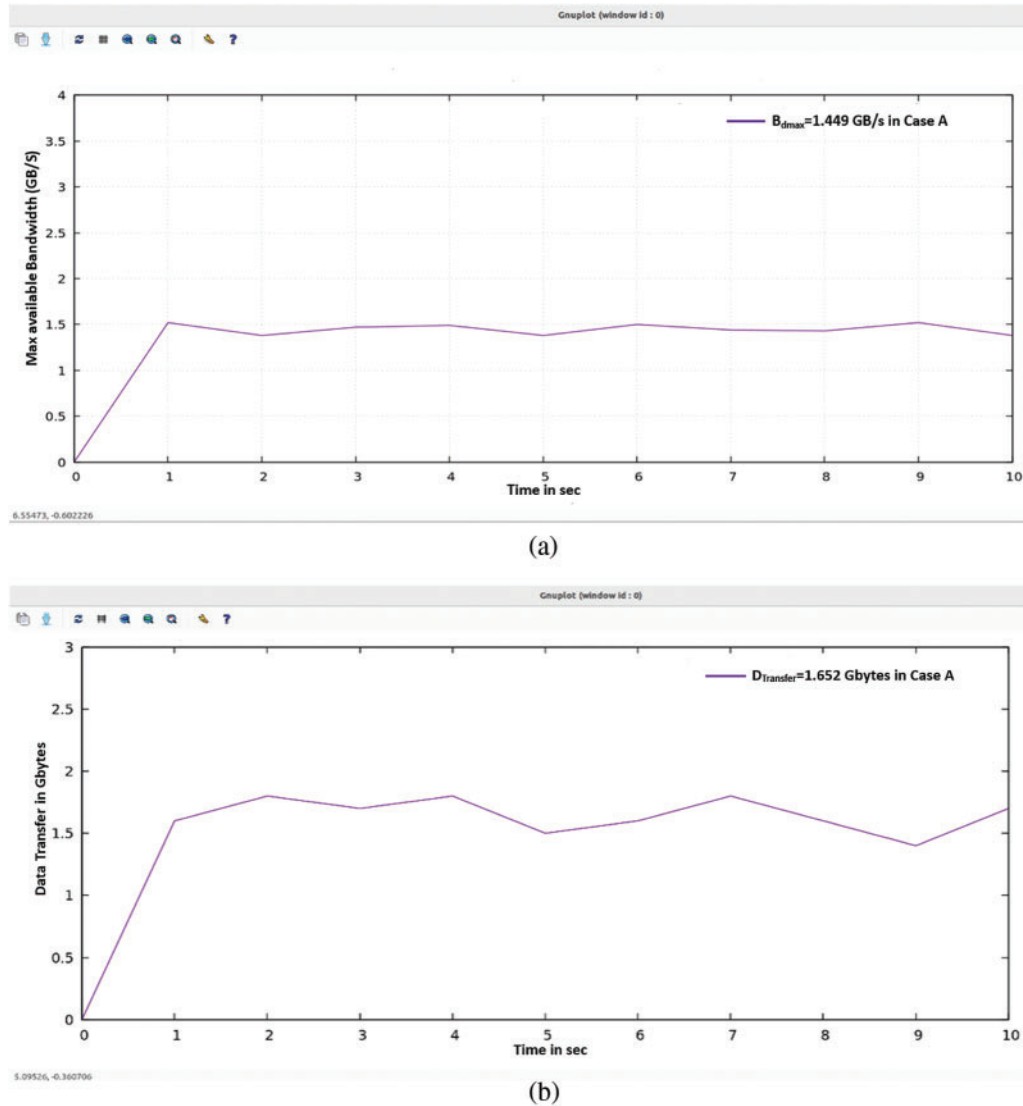 Gnuplot (window id : 0)
?
4
3.5
3
2.5
2
1.5
1
0.5
0
Max available Bandwidth (GB/S)
Bdmax=1.449 GB/s in Case A
0 1 2 3 4 5 6 7 8 9 10
Time in sec
6.55473, -0.602226
(a)
Gnuplot (window id : 0)
?
3
2.5
2
1.5
1
0.5
0
Data Transfer in Gbytes
DTransfer=1.652 Gbytes in Case A
0 1 2 3 4 5 6 7 8 9 10
Time in sec
5.09526, -0.360706
(b)